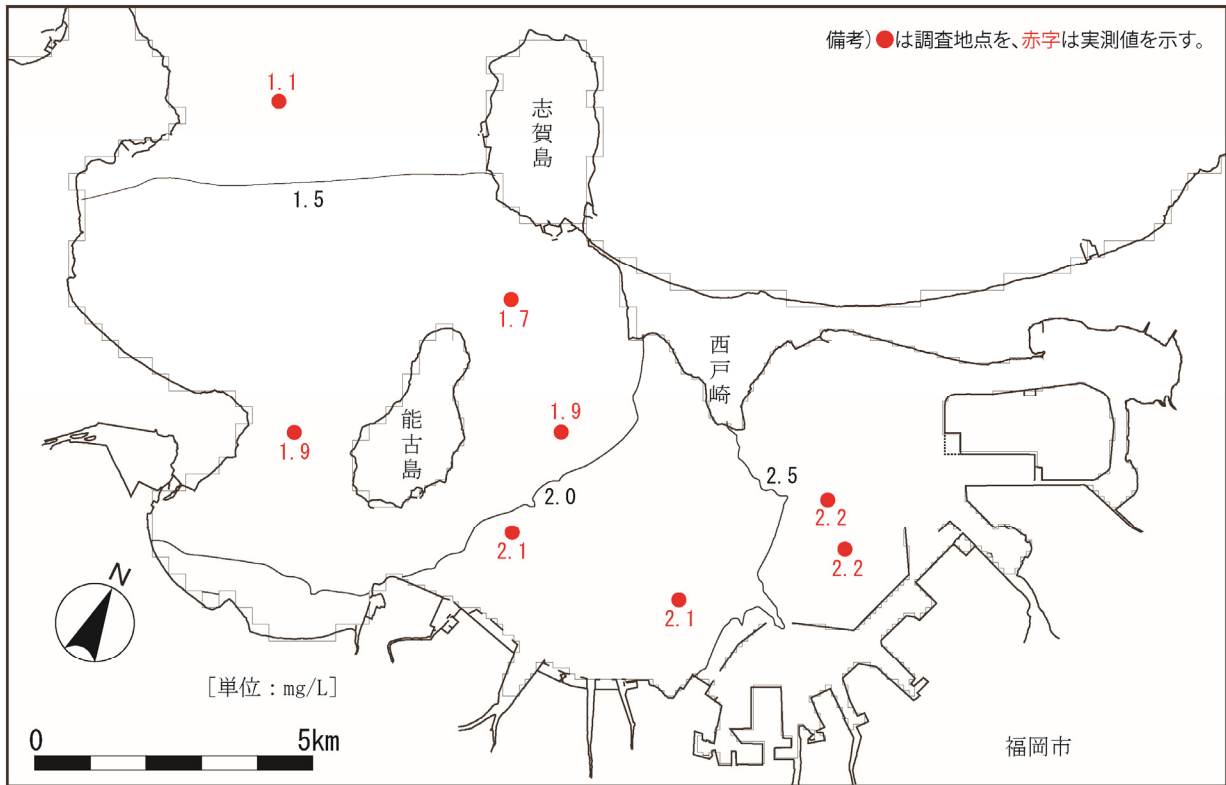 備考)●は調査地点を、赤字は実測値を示す。
1.1
志賀島
1.5
1.7
西戸崎
能古島
1.9
1.9
2.5
2.0
2.2
2.1
2.2
2.1
N
[単位:mg/L]
0 5km
福岡市